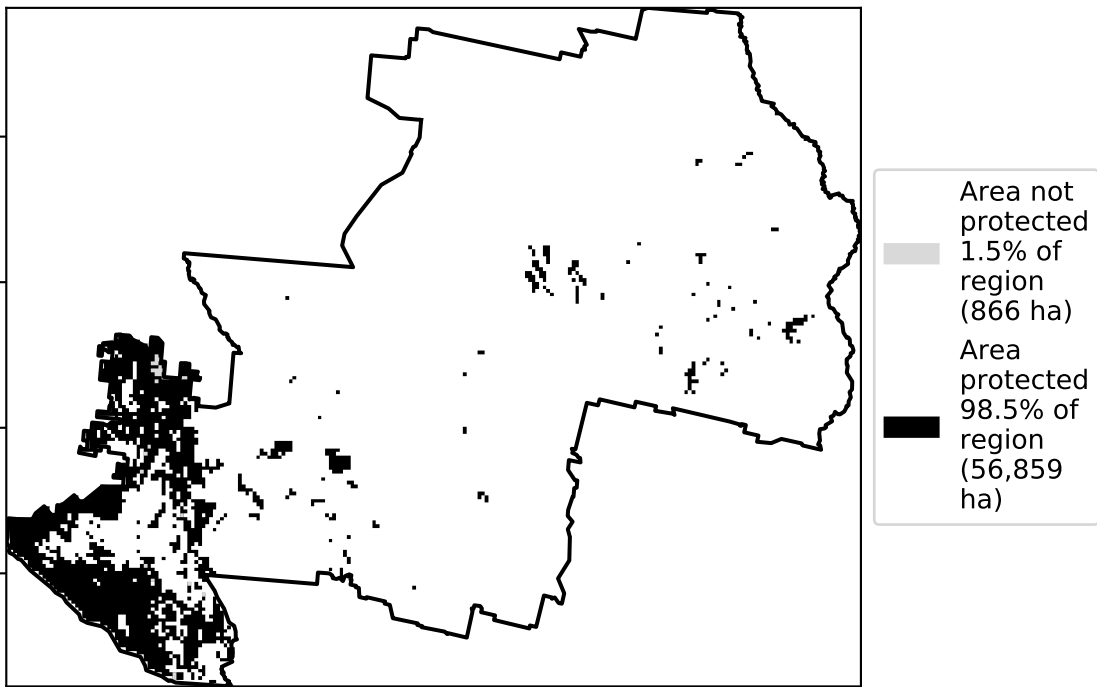 Area not
protected
1.5% of
region
(866 ha)
Area
protected
98.5% of
region
(56,859
ha)